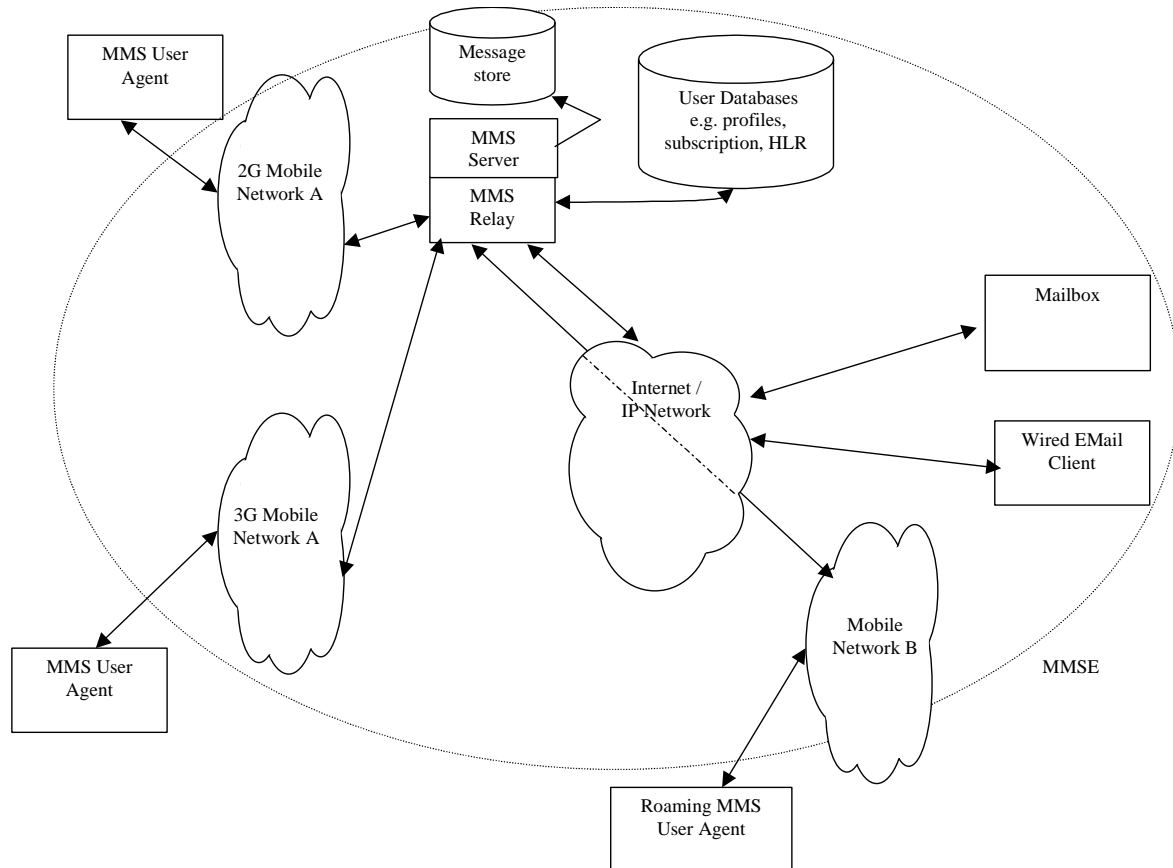 MMS User
Agent
Message
store
User Databases
e.g. profiles,
subscription, HLR
MMS
Server
2G Mobile
Network A
MMS
Relay
Mailbox
Internet /
IP Network
Wired EMail
Client
3G Mobile
Network A
Mobile
Network B
MMS User
Agent
MMSE
Roaming MMS
User Agent